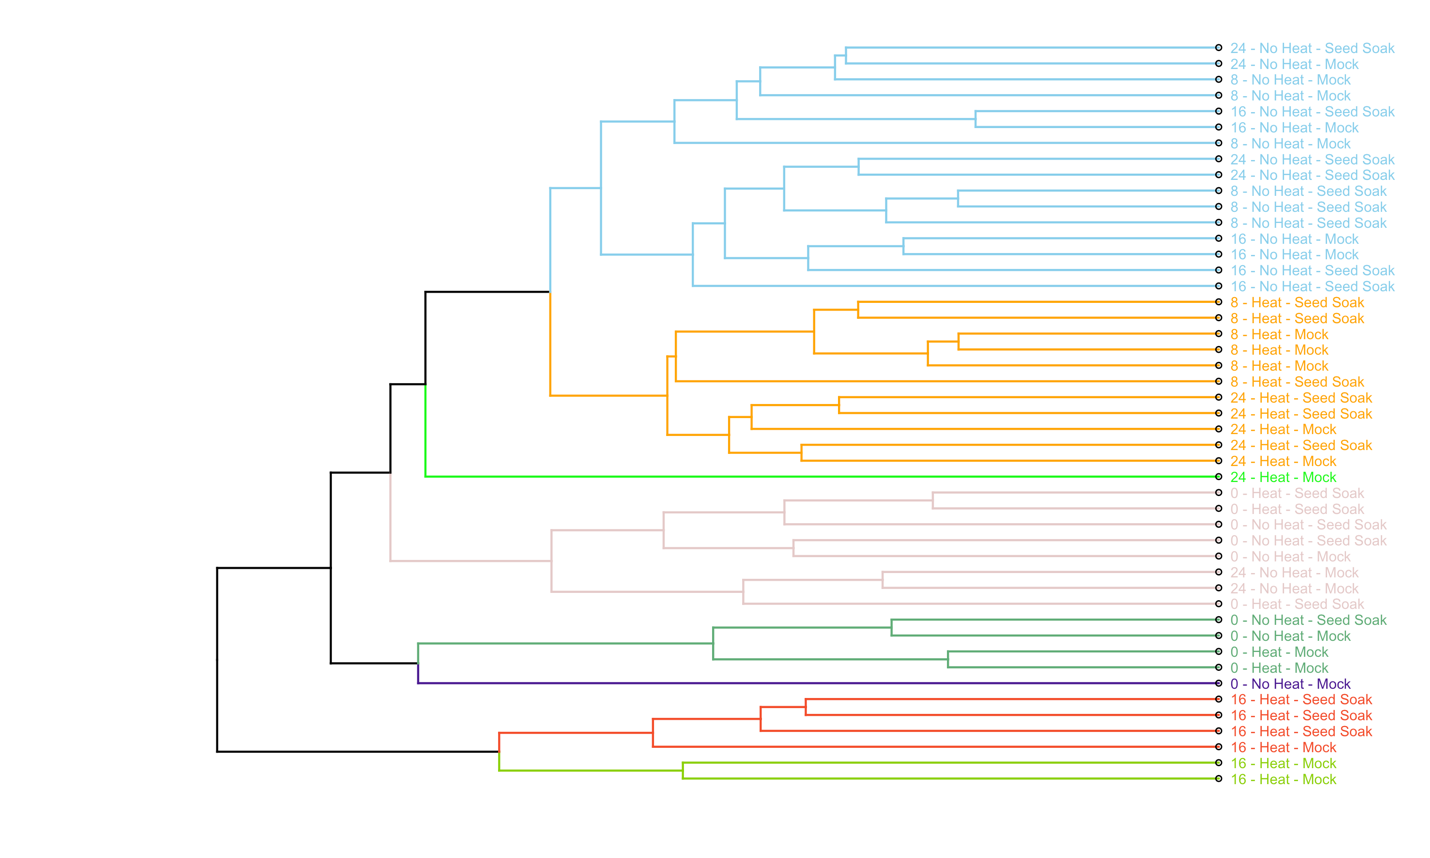 24 - No Heat - Seed Soak
24 - No Heat - Mock
8 - No Heat - Mock
8 - No Heat - Mock
16 - No Heat - Seed Soak
16 - No Heat - Mock
8 - No Heat - Mock
24 - No Heat - Seed Soak
24 - No Heat - Seed Soak
8 - No Heat - Seed Soak
8 - No Heat - Seed Soak
8 - No Heat - Seed Soak
16 - No Heat - Mock
16 - No Heat - Mock
16 - No Heat - Seed Soak
16 - No Heat - Seed Soak
8 - Heat - Seed Soak
8 - Heat - Seed Soak
8 - Heat - Mock
8 - Heat - Mock
8 - Heat - Mock
8 - Heat - Seed Soak
24 - Heat - Seed Soak
24 - Heat - Seed Soak
24 - Heat - Mock
24 - Heat - Seed Soak
24 - Heat - Mock
24 - Heat - Mock
0 - Heat - Seed Soak
0 - Heat - Seed Soak
0 - No Heat - Seed Soak
0 - No Heat - Seed Soak
0 - No Heat - Mock
24 - No Heat - Mock
24 - No Heat - Mock
0 - Heat - Seed Soak
0 - No Heat - Seed Soak
0 - No Heat - Mock
0 - Heat - Mock
0 - Heat - Mock
0 - No Heat - Mock
16 - Heat - Seed Soak
16 - Heat - Seed Soak
16 - Heat - Seed Soak
16 - Heat - Mock
16 - Heat - Mock
16 - Heat - Mock